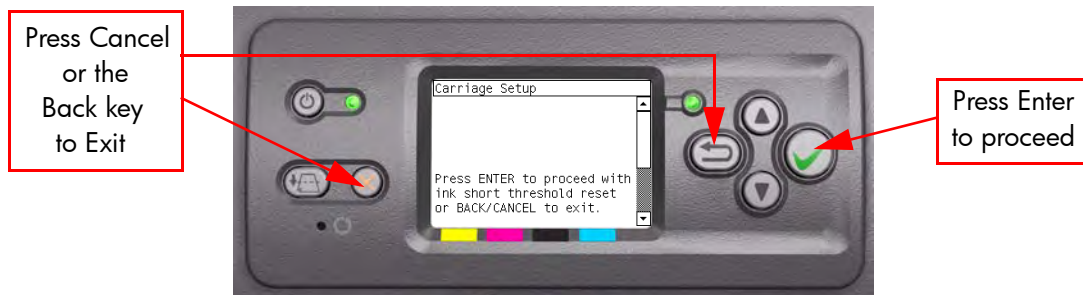 Press Cancel
or the
Back key
to Exit
Carriage Setup
Press ENTER to proceed with
ink short threshold reset
or BACK/CANCEL to exit.
Press Enter
to proceed